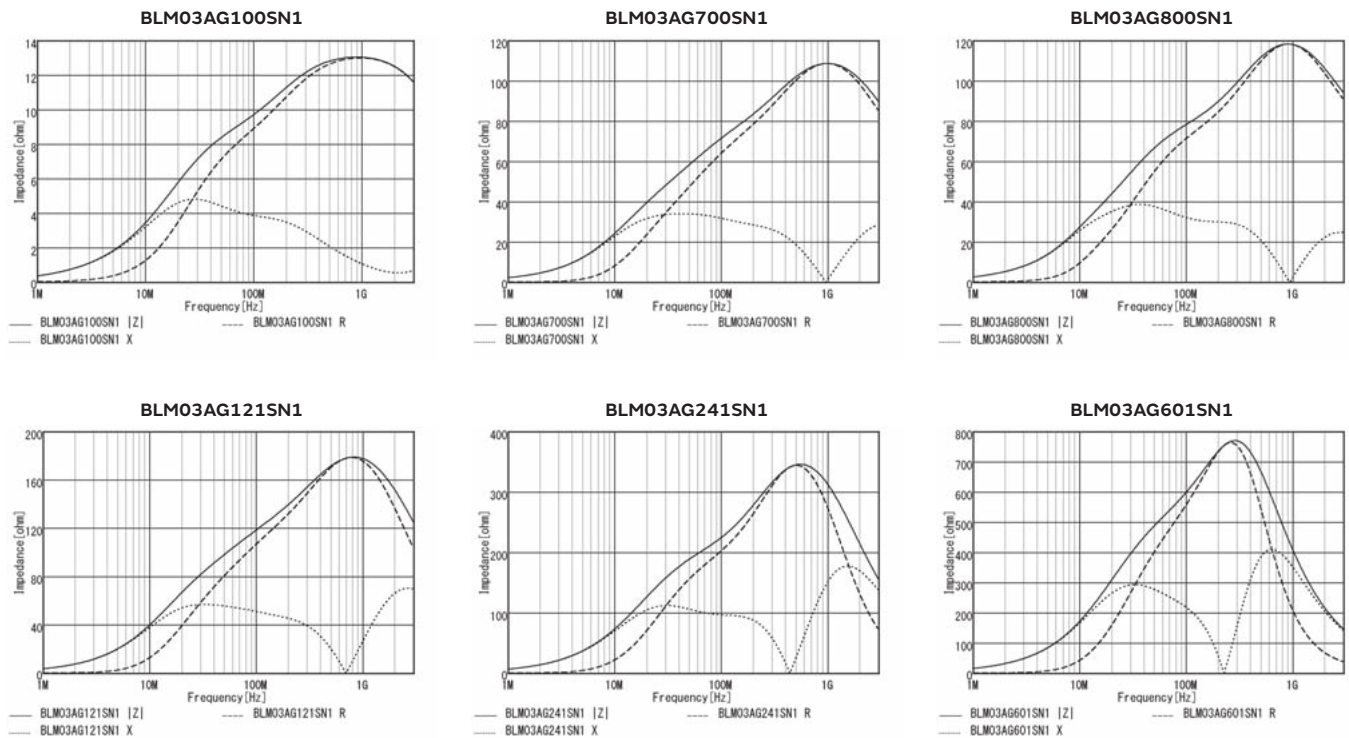 BLM03AG100SN1
14
12
10
8
6
4
2
0
Impedance[ohm]
1M 10M 100M 1G
Frequency[Hz]
BLM03AG100SN1 |Z| BLM03AG100SN1 R
BLM03AG100SN1 X
BLM03AG700SN1
120
100
80
60
40
20
0
Impedance[ohm]
1M 10M 100M 1G
Frequency[Hz]
BLM03AG700SN1 |Z| BLM03AG700SN1 R
BLM03AG700SN1 X
BLM03AG800SN1
120
100
80
60
40
20
0
Impedance[ohm]
1M 10M 100M 1G
Frequency[Hz]
BLM03AG800SN1 |Z| BLM03AG800SN1 R
BLM03AG800SN1 X
BLM03AG121SN1
200
160
120
80
40
0
Impedance[ohm]
1M 10M 100M 1G
Frequency[Hz]
BLM03AG121SN1 |Z| BLM03AG121SN1 R
BLM03AG121SN1 X
BLM03AG241SN1
400
300
200
100
0
Impedance[ohm]
1M 10M 100M 1G
Frequency[Hz]
BLM03AG241SN1 |Z| BLM03AG241SN1 R
BLM03AG241SN1 X
BLM03AG601SN1
800
700
600
500
400
300
200
100
0
Impedance[ohm]
1M 10M 100M 1G
Frequency[Hz]
BLM03AG601SN1 |Z| BLM03AG601SN1 R
BLM03AG601SN1 X